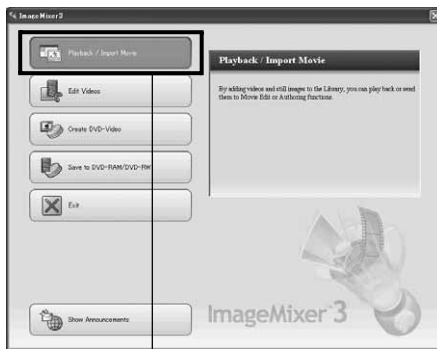 ImageMixer3
Playback / Import Movie
Playback / Import Movie
By adding videos and still images to the Library, you can play back or send
them to Movie Edit or Authoring functions.
Edit Videos
Create DVD-Video
Save to DVD-RAM/DVD-RW
Exit
Show Announcements
ImageMixer 3